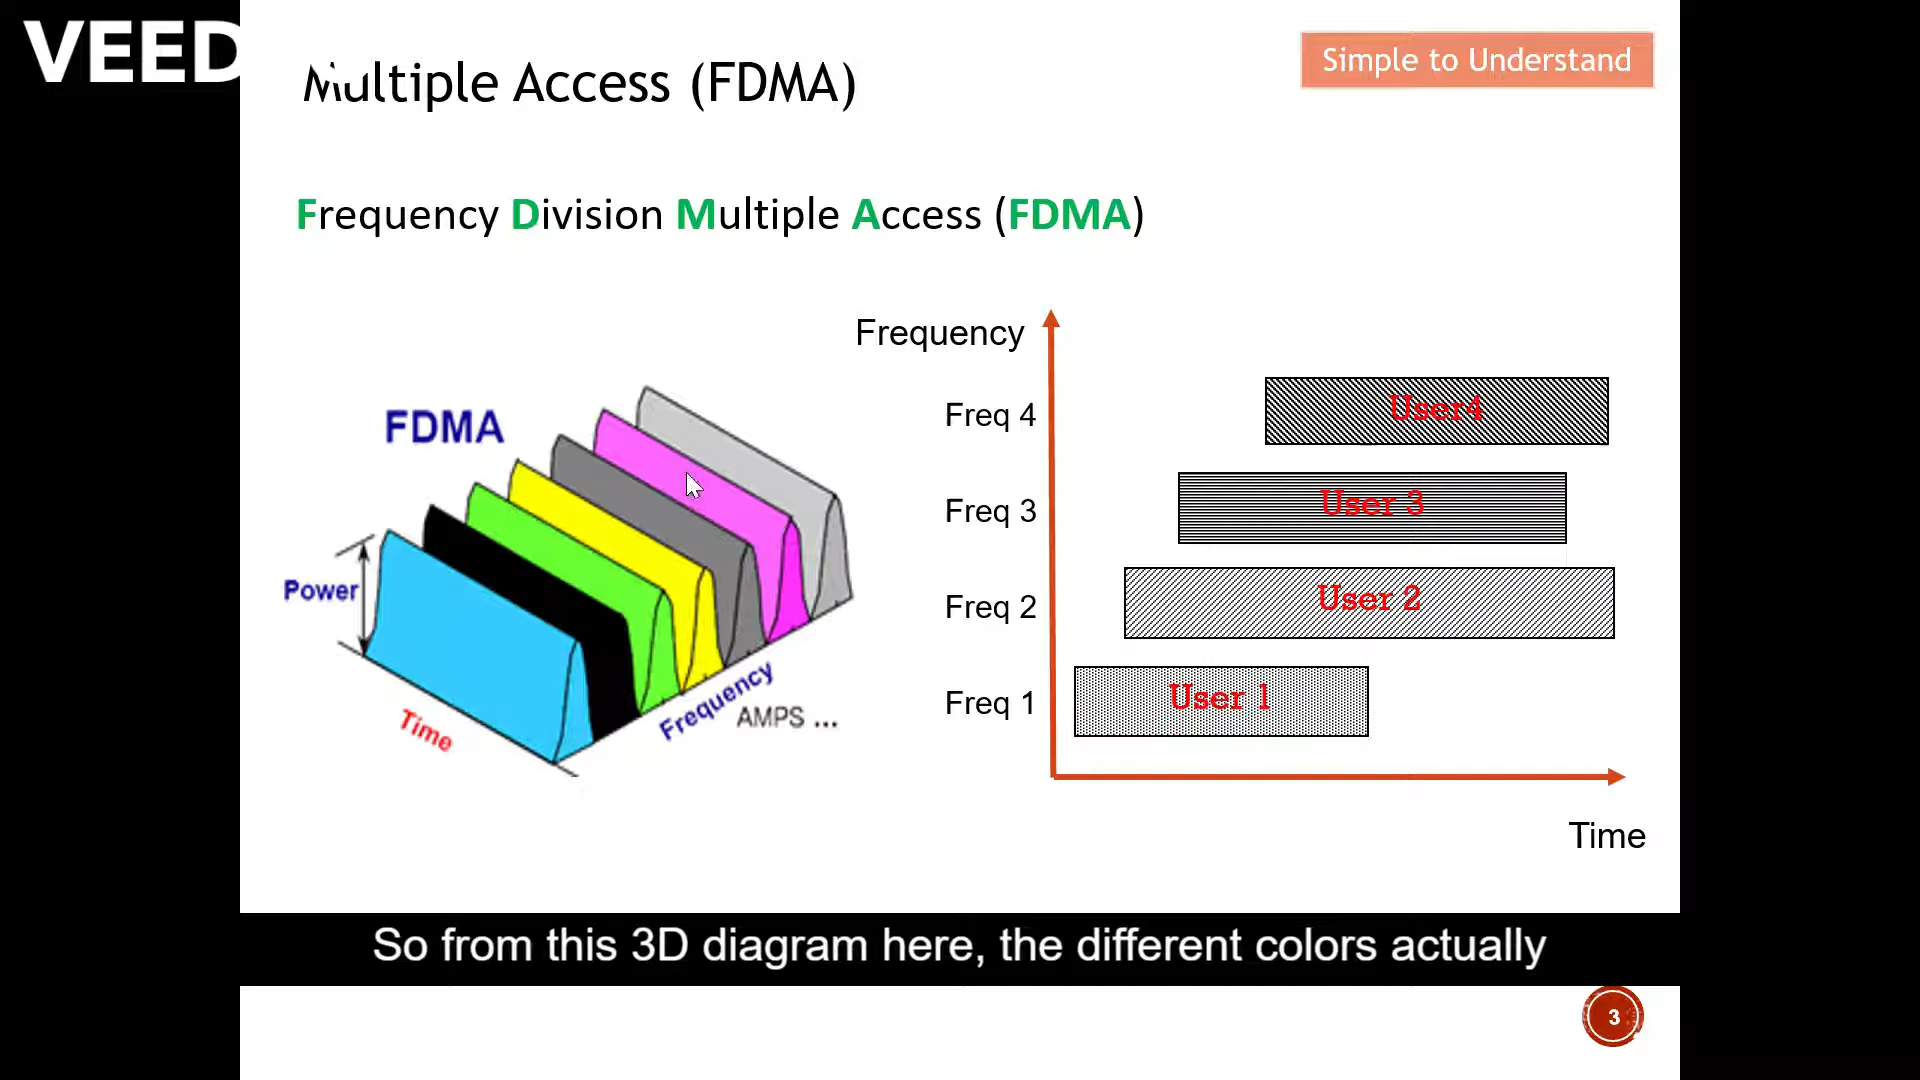 VEED
Multiple Access (FDMA)
Simple to Understand
Frequency Division Multiple Access (FDMA)
FDMA
Power
Time
Frequency
AMPS ...
Frequency
Freq 4
User4
Freq 3
User 3
Freq 2
User 2
Freq 1
User 1
Time
So from this 3D diagram here, the different colors actually
3